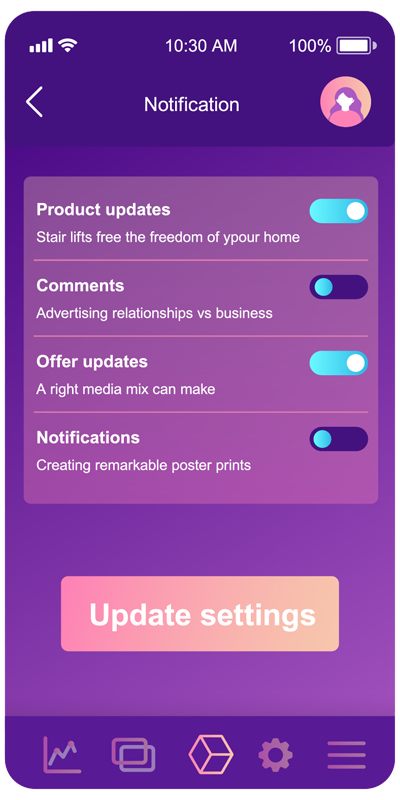 10:30 AM 100%
Notification
Product updates
Stair lifts free the freedom of ypour home
Comments
Advertising relationships vs business
Offer updates
A right media mix can make
Notifications
Creating remarkable poster prints
Update settings